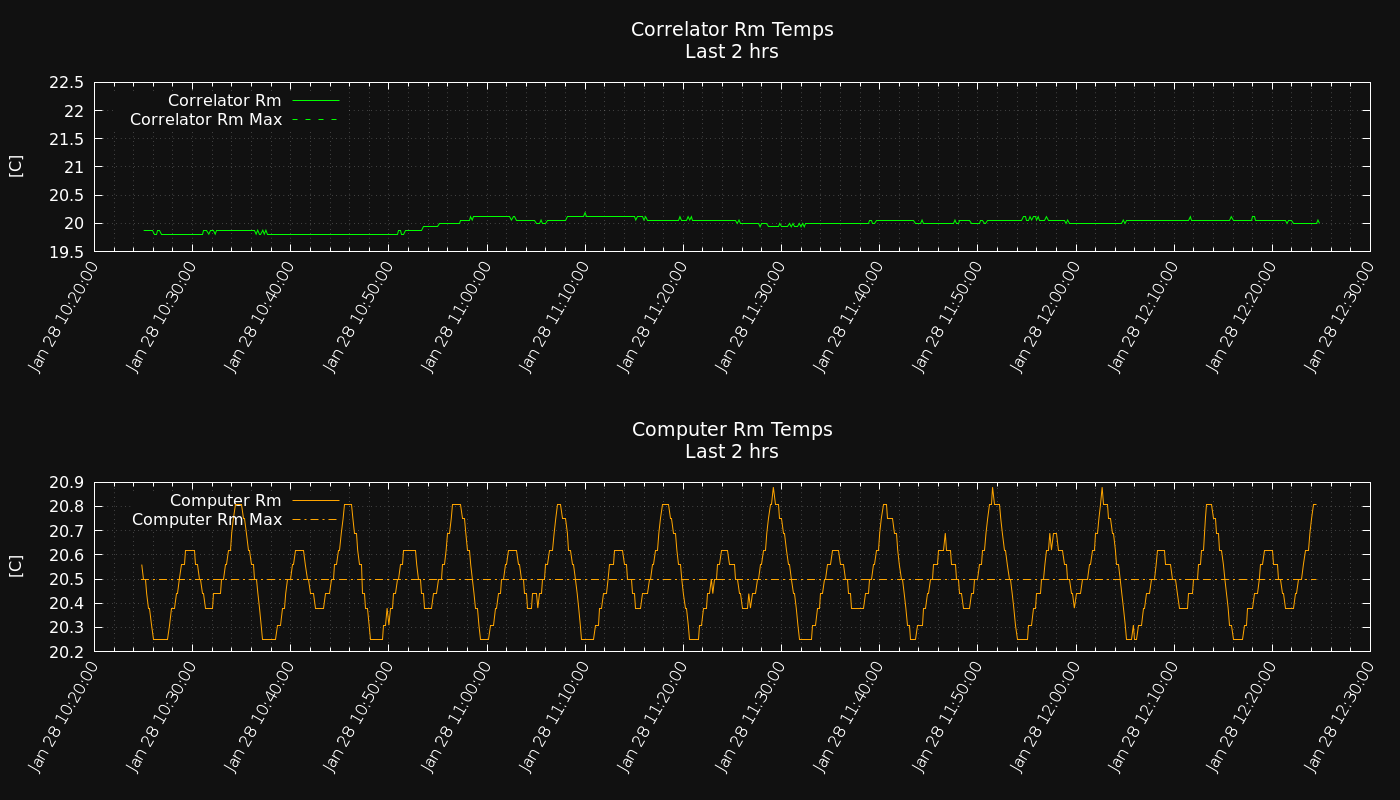 Correlator Rm Temps
Last 2 hrs
22.5
22
21.5
21
20.5
20
19.5
[C]
Correlator Rm
Correlator Rm Max
Jan 28 10:20:00
Jan 28 10:30:00
Jan 28 10:40:00
Jan 28 10:50:00
Jan 28 11:00:00
Jan 28 11:10:00
Jan 28 11:20:00
Jan 28 11:30:00
Jan 28 11:40:00
Jan 28 11:50:00
Jan 28 12:00:00
Jan 28 12:10:00
Jan 28 12:20:00
Jan 28 12:30:00
Computer Rm Temps
Last 2 hrs
20.9
20.8
20.7
20.6
20.5
20.4
20.3
20.2
[C]
Computer Rm
Computer Rm Max
Jan 28 10:20:00
Jan 28 10:30:00
Jan 28 10:40:00
Jan 28 10:50:00
Jan 28 11:00:00
Jan 28 11:10:00
Jan 28 11:20:00
Jan 28 11:30:00
Jan 28 11:40:00
Jan 28 11:50:00
Jan 28 12:00:00
Jan 28 12:10:00
Jan 28 12:20:00
Jan 28 12:30:00